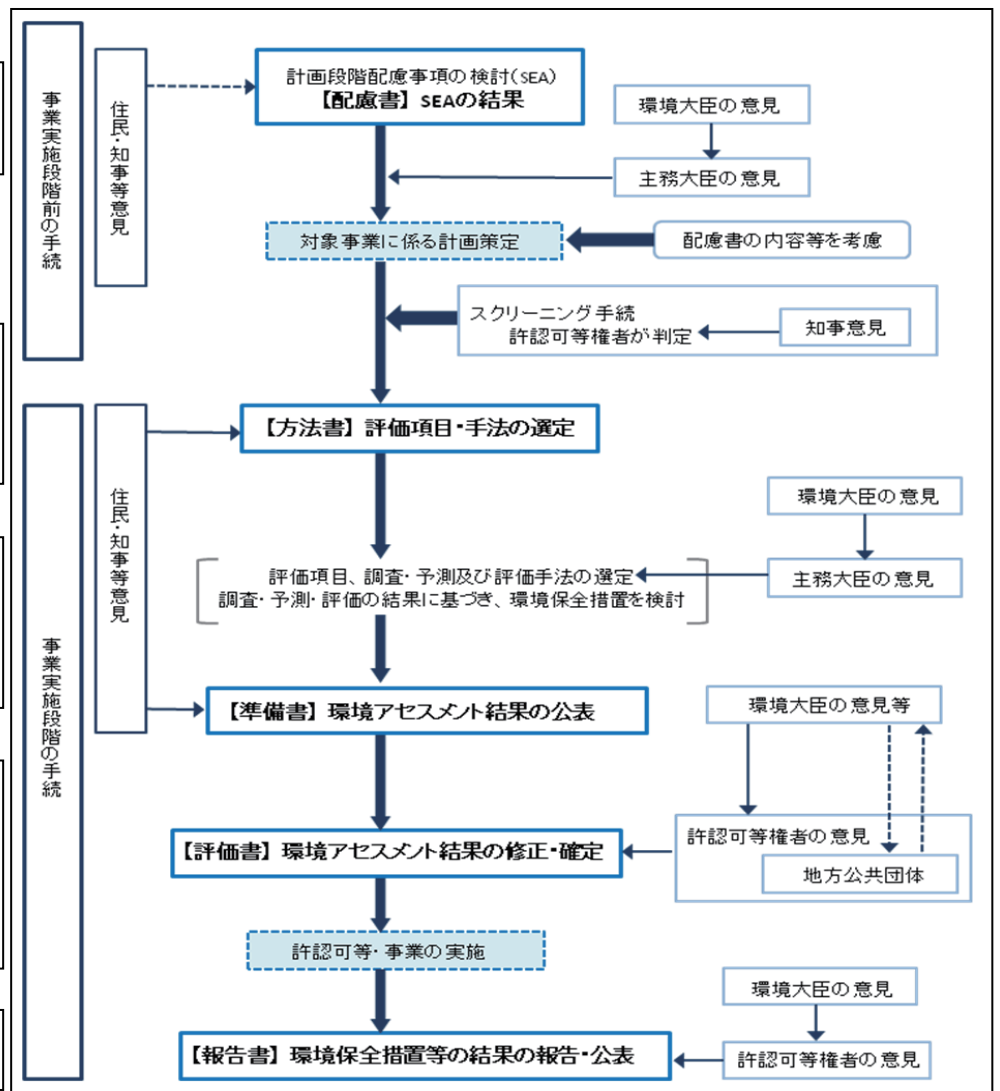 事業実施段階前の手続
住民・知事等意見
計画段階配慮事項の検討(SEA)
【配慮書】SEAの結果
環境大臣の意見
主務大臣の意見
対象事業に係る計画策定
配慮書の内容等を考慮
スクリーニング手続
許認可等権者が判定
知事意見
事業実施段階の手続
住民・知事等意見
【方法書】評価項目・手法の選定
環境大臣の意見
主務大臣の意見
評価項目、調査・予測及び評価手法の選定
調査・予測・評価の結果に基づき、環境保全措置を検討
【準備書】環境アセスメント結果の公表
環境大臣の意見等
【評価書】環境アセスメント結果の修正・確定
許認可等権者の意見
地方公共団体
許認可等・事業の実施
環境大臣の意見
【報告書】環境保全措置等の結果の報告・公表
許認可等権者の意見